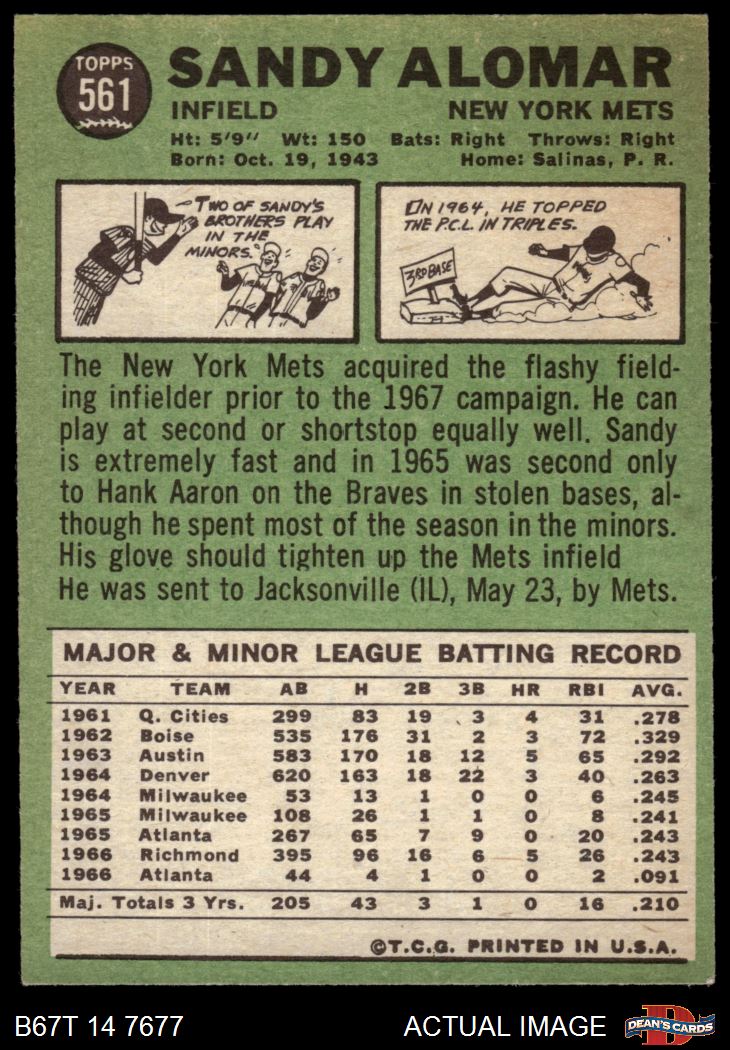 TOPPS
561
SANDY ALOMAR
INFIELD NEW YORK METS
Ht: 5'9" Wt: 150 Bats: Right Throws: Right
Born: Oct. 19, 1943 Home: Salinas, P. R.
TWO OF SANDY'S
BROTHERS PLAY
IN THE
MINORS.
ON 1964, HE TOPPED
THE P.C.L. IN TRIPLES.
3RD BASE
The New York Mets acquired the flashy field-
ing infielder prior to the 1967 campaign. He can
play at second or shortstop equally well. Sandy
is extremely fast and in 1965 was second only
to Hank Aaron on the Braves in stolen bases, al-
though he spent most of the season in the minors.
His glove should tighten up the Mets infield
He was sent to Jacksonville (IL), May 23, by Mets.
MAJOR & MINOR LEAGUE BATTING RECORD
YEAR TEAM AB H 2B 3B HR RBI AVG.
1961 Q. Cities 299 83 19 3 4 31 .278
1962 Boise 535 176 31 2 3 72 .329
1963 Austin 583 170 18 12 5 65 .292
1964 Denver 620 163 18 22 3 40 .263
1964 Milwaukee 53 13 1 0 0 6 .245
1965 Milwaukee 108 26 1 1 0 8 .241
1965 Atlanta 267 65 7 9 0 20 .243
1966 Richmond 395 96 16 6 5 26 .243
1966 Atlanta 44 4 1 0 0 2 .091
Maj. Totals 3 Yrs. 205 43 3 1 0 16 .210
©T.C.G. PRINTED IN U.S.A.
B67T 14 7677 ACTUAL IMAGE
D
DEAN'S CARDS